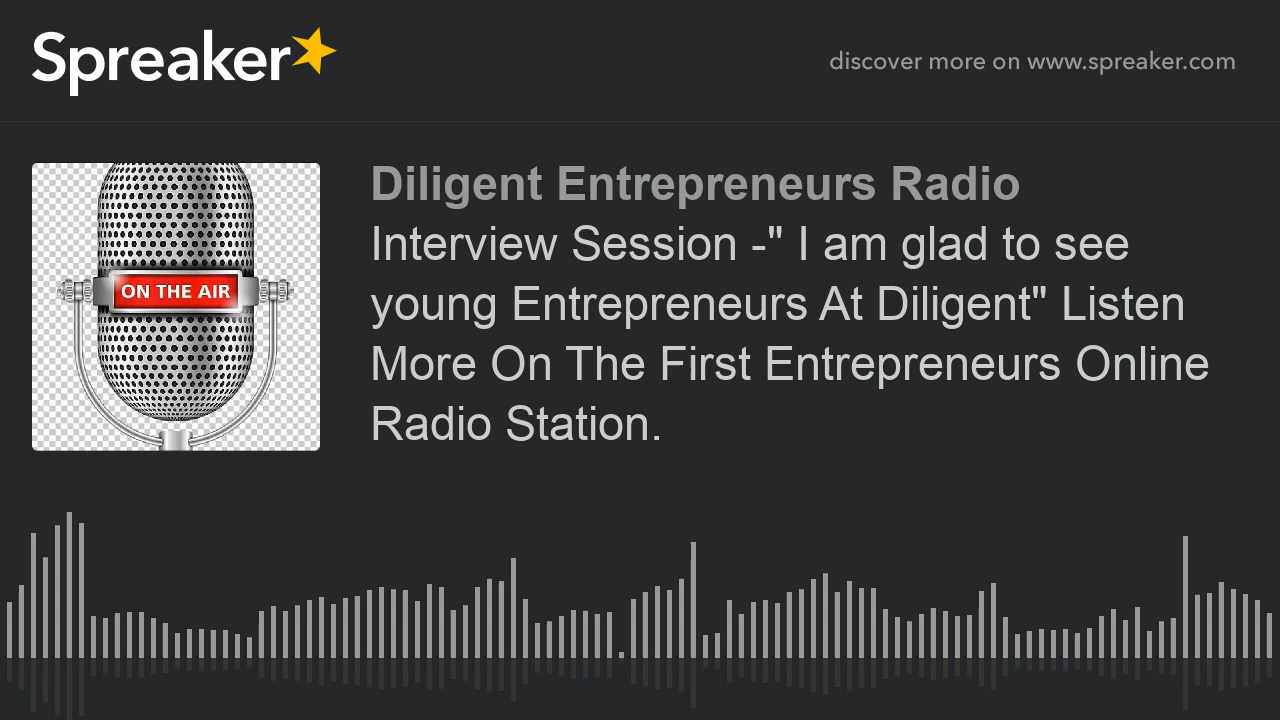 Spreaker
discover more on www.spreaker.com
ON THE AIR
Diligent Entrepreneurs Radio
Interview Session -" I am glad to see
young Entrepreneurs At Diligent" Listen
More On The First Entrepreneurs Online
Radio Station.